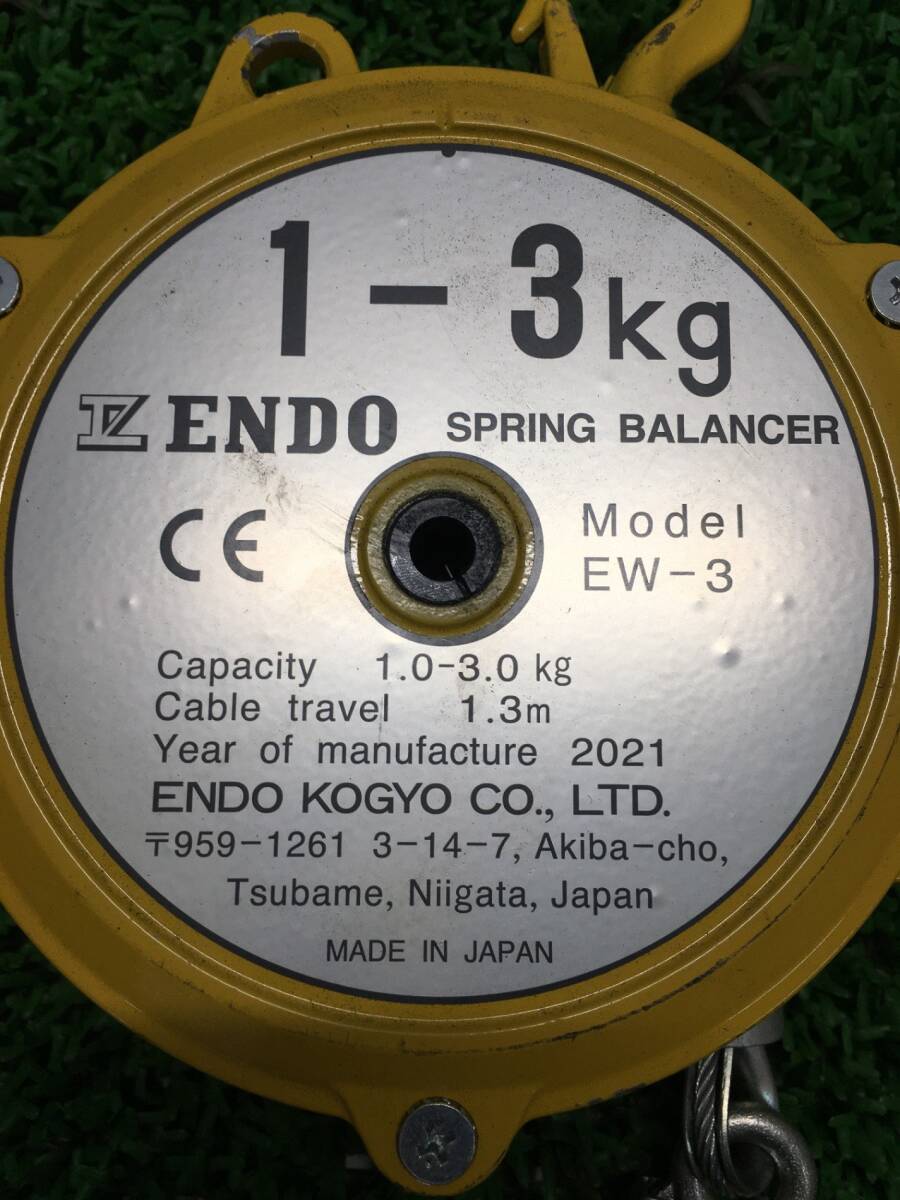 1-3kg
ENDO SPRING BALANCER
CE Model
EW-3
Capacity 1.0-3.0 kg
Cable travel 1.3m
Year of manufacture 2021
ENDO KOGYO CO., LTD.
〒959-1261 3-14-7, Akiba-cho,
Tsubame, Niigata, Japan
MADE IN JAPAN